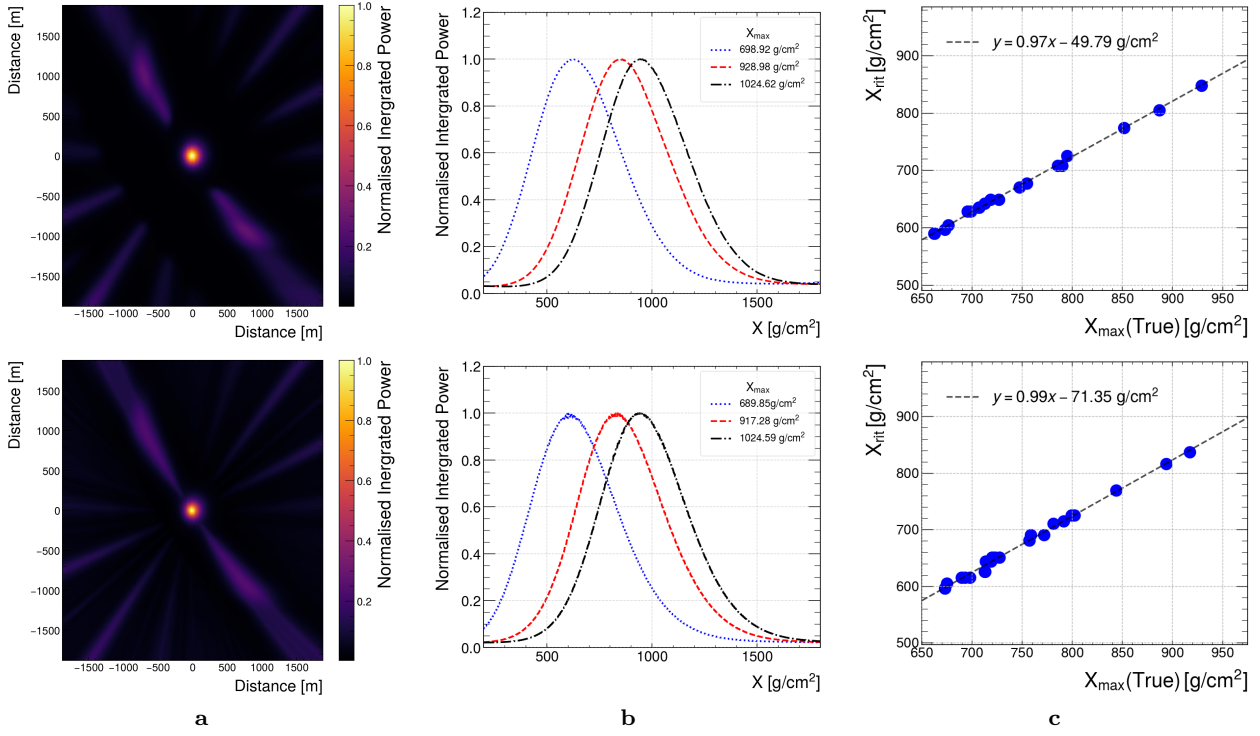 Distance [m]
1500
1000
500
0
−500
−1000
−1500
−1500 −1000 −500 0 500 1000 1500
Distance [m]
1.0
0.8
0.6
0.4
0.2
Normalised Inergrated Power
Normalised Intergrated Power
1.2
1.0
0.8
0.6
0.4
0.2
0.0
500 1000 1500
X [g/cm²]
X_max
698.92 g/cm²
928.98 g/cm²
1024.62 g/cm²
X_rit [g/cm²]
900
800
700
600
500
650 700 750 800 850 900 950
X_max(True) [g/cm²]
y = 0.97x − 49.79 g/cm²
Distance [m]
1500
1000
500
0
−500
−1000
−1500
−1500 −1000 −500 0 500 1000 1500
Distance [m]
1.0
0.8
0.6
0.4
0.2
Normalised Inergrated Power
Normalised Intergrated Power
1.2
1.0
0.8
0.6
0.4
0.2
0.0
500 1000 1500
X [g/cm²]
X_max
689.85g/cm²
917.28 g/cm²
1024.59 g/cm²
X_rit [g/cm²]
900
800
700
600
500
650 700 750 800 850 900 950
X_max(True) [g/cm²]
y = 0.99x − 71.35 g/cm²
a
b
c